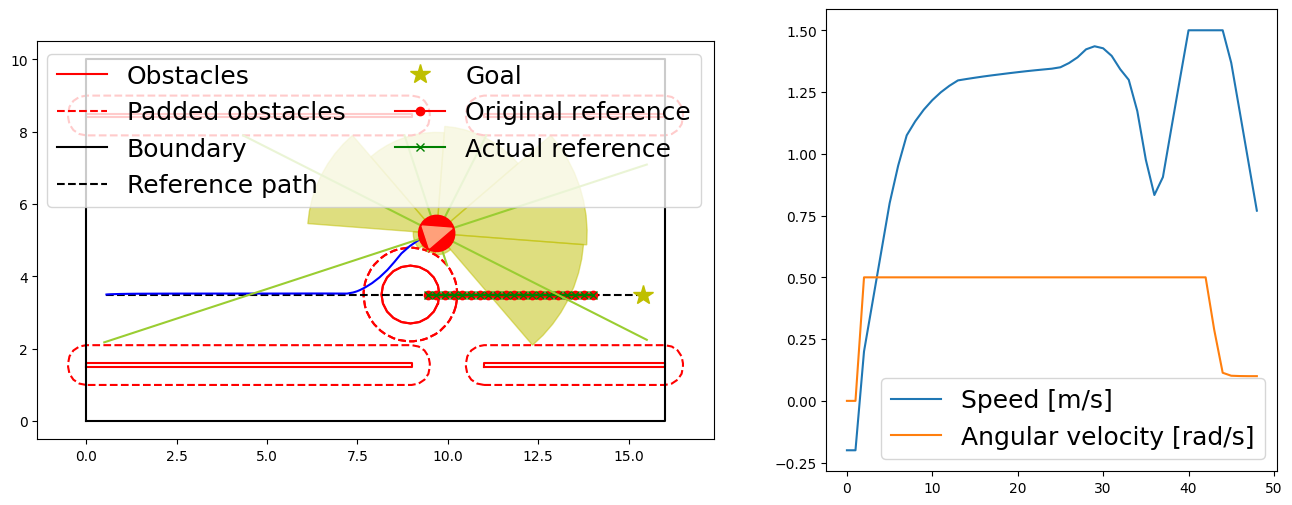 Obstacles
Padded obstacles
Boundary
Reference path
Goal
Original reference
Actual reference
10
8
6
4
2
0
0.0 2.5 5.0 7.5 10.0 12.5 15.0
1.50
1.25
1.00
0.75
0.50
0.25
0.00
−0.25
Speed [m/s]
Angular velocity [rad/s]
0 10 20 30 40 50